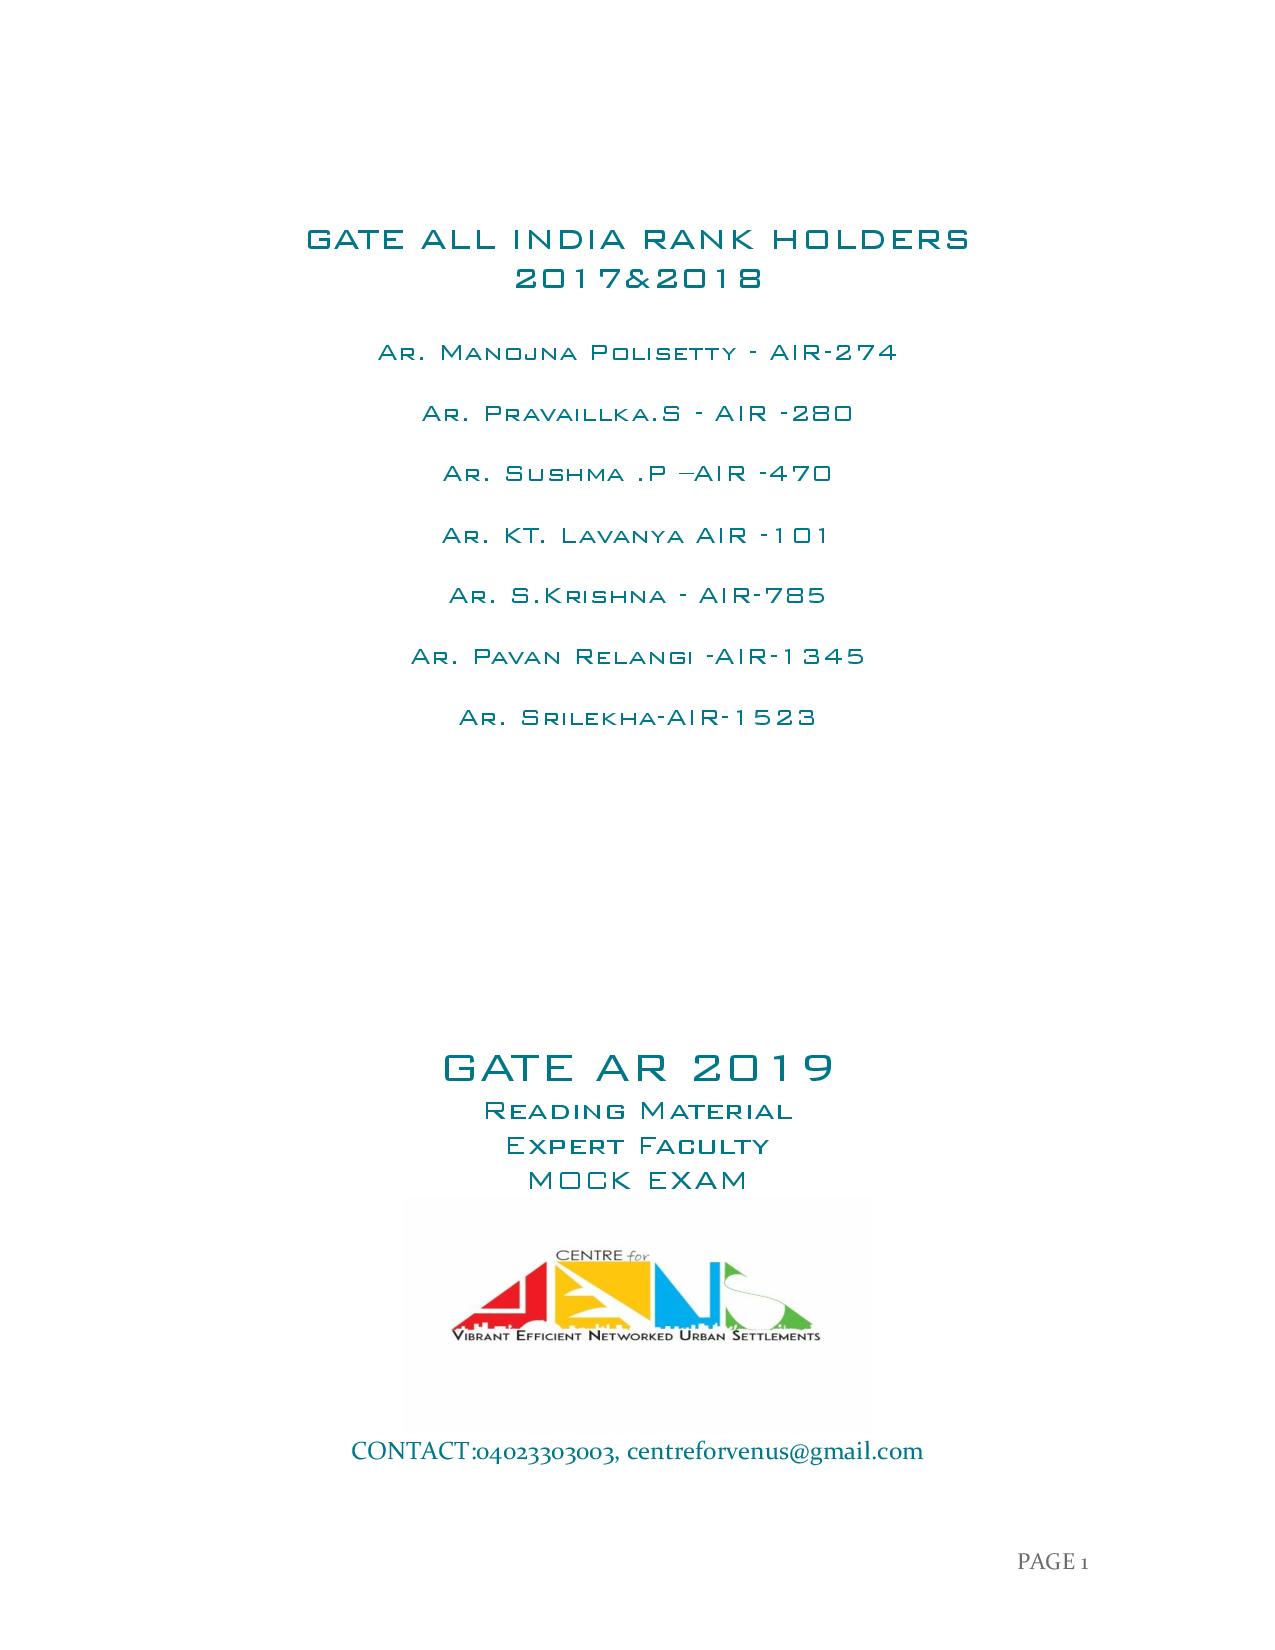 GATE ALL INDIA RANK HOLDERS
2017&2018
Ar. Manojna Polisetty - AIR-274
Ar. Pravaillka.S - AIR -280
Ar. Sushma .P –AIR -470
Ar. KT. Lavanya AIR -101
Ar. S.Krishna - AIR-785
Ar. Pavan Relangi -AIR-1345
Ar. Srilekha-AIR-1523
GATE AR 2019
Reading Material
Expert Faculty
MOCK EXAM
CENTRE for
VENUS
Vibrant Efficient Networked Urban Settlements
CONTACT:04023303003, centreforvenus@gmail.com
PAGE 1